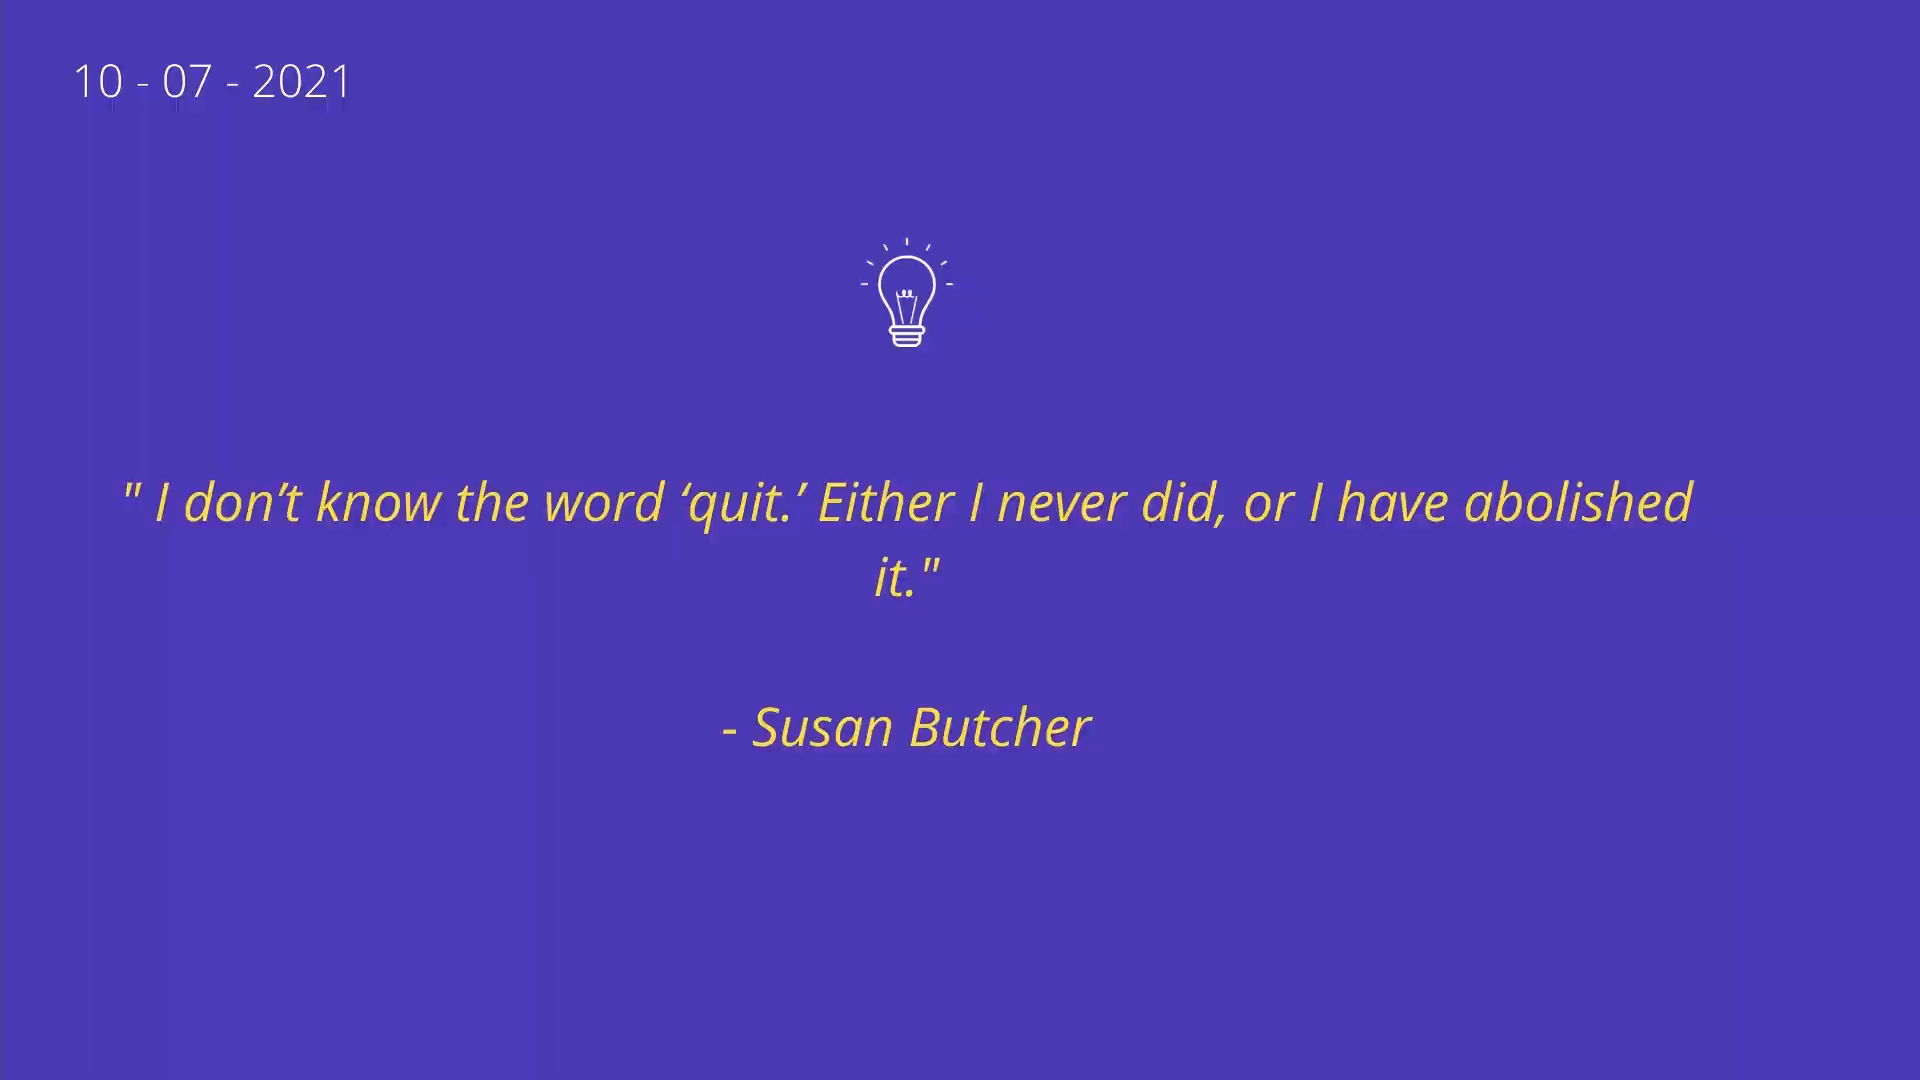 10 - 07 - 2021
" I don’t know the word ‘quit.’ Either I never did, or I have abolished
it."
- Susan Butcher